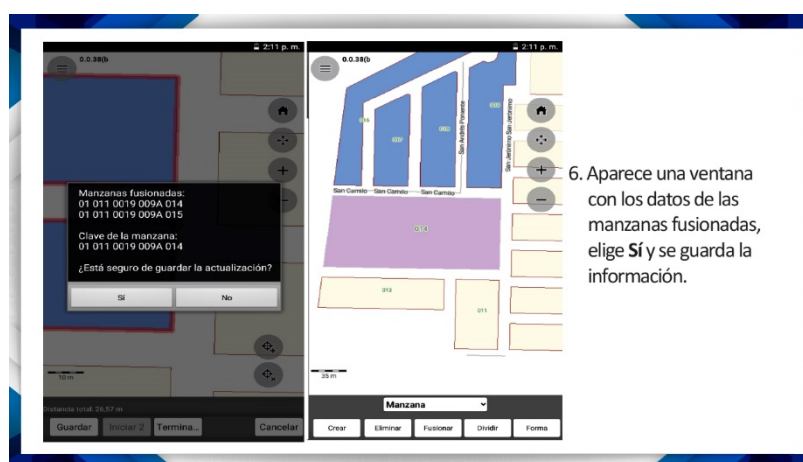 2:11 p. m.
0.0.38(b
Manzanas fusionadas:
01 011 0019 009A 014
01 011 0019 009A 015
Clave de la manzana:
01 011 0019 009A 014
¿Está seguro de guardar la actualización?
Sí No
10 m
Distancia total: 26,57 m
Guardar Iniciar 2 Termina... Cancelar
2:11 p. m.
0.0.38(b
016
007
San Andrés Poniente
San Jerónimo San Jerónimo
San Camilo San Camilo San Camilo
014
313
011
35 m
Manzana
Crear Eliminar Fusionar Dividir Forma
6. Aparece una ventana
con los datos de las
manzanas fusionadas,
elige Sí y se guarda la
información.